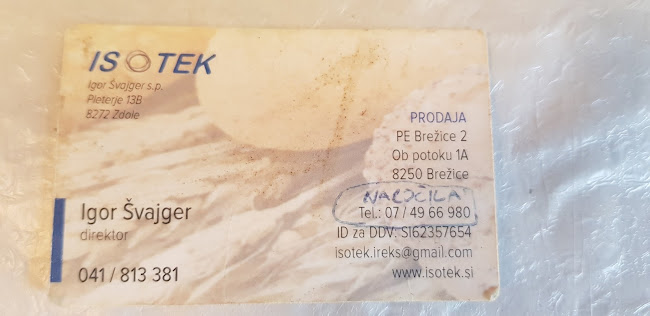 ISOTEK
Igor Švajger s.p.
Pleterje 13B
8272 Zdole
PRODAJA
PE Brežice 2
Ob potoku 1A
8250 Brežice
NAROČILA
Tel.: 07 / 49 66 980
ID za DDV: SI62357654
isotek.ireks@gmail.com
www.isotek.si
Igor Švajger
direktor
041 / 813 381